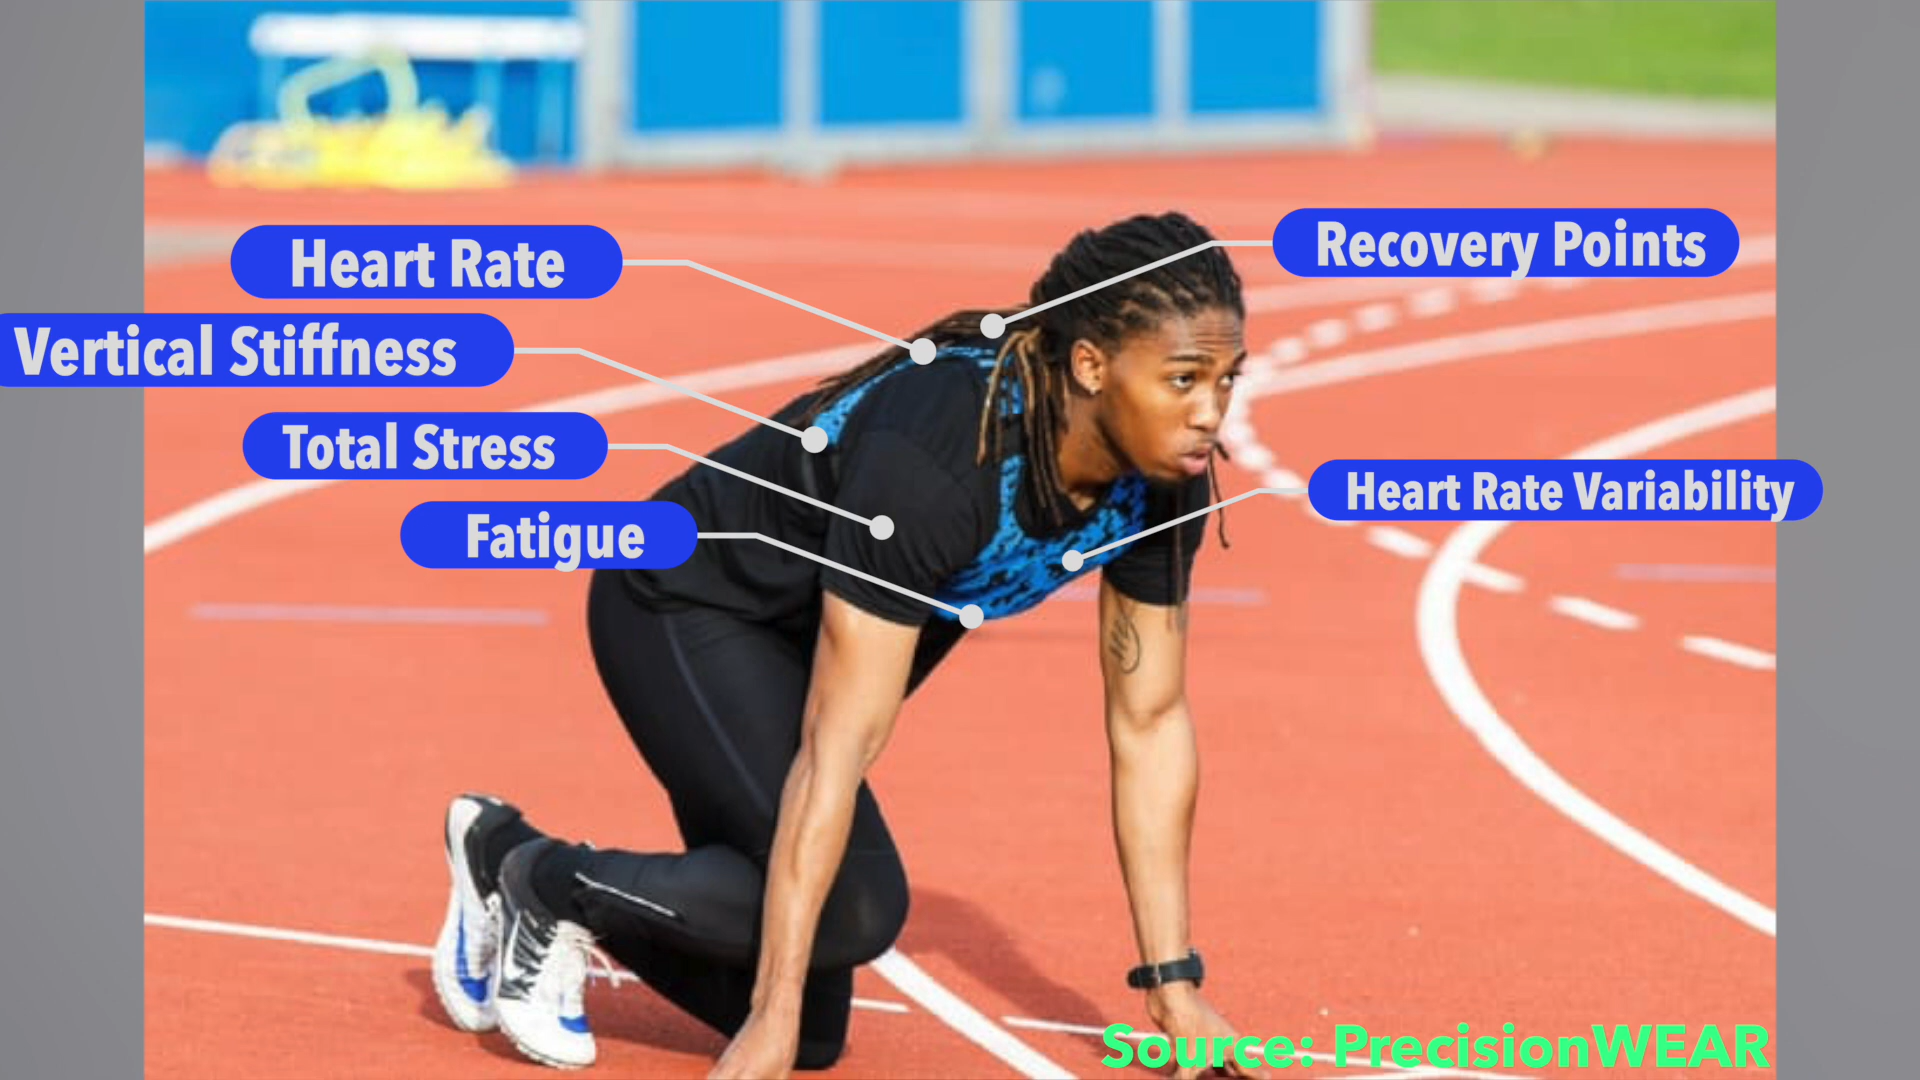 Heart Rate
Vertical Stiffness
Total Stress
Fatigue
Recovery Points
Heart Rate Variability
Source: PrecisionWEAR